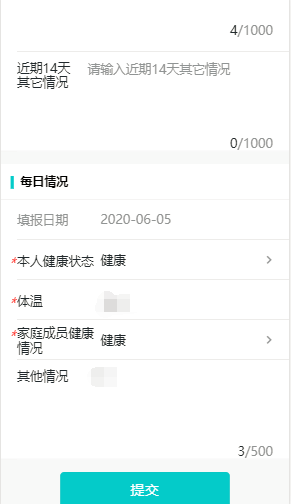 4/1000
近期14天 请输入近期14天其它情况
其它情况
0/1000
每日情况
填报日期 2020-06-05
*本人健康状态 健康
*体温
*家庭成员健康 健康
情况
其他情况
3/500
提交